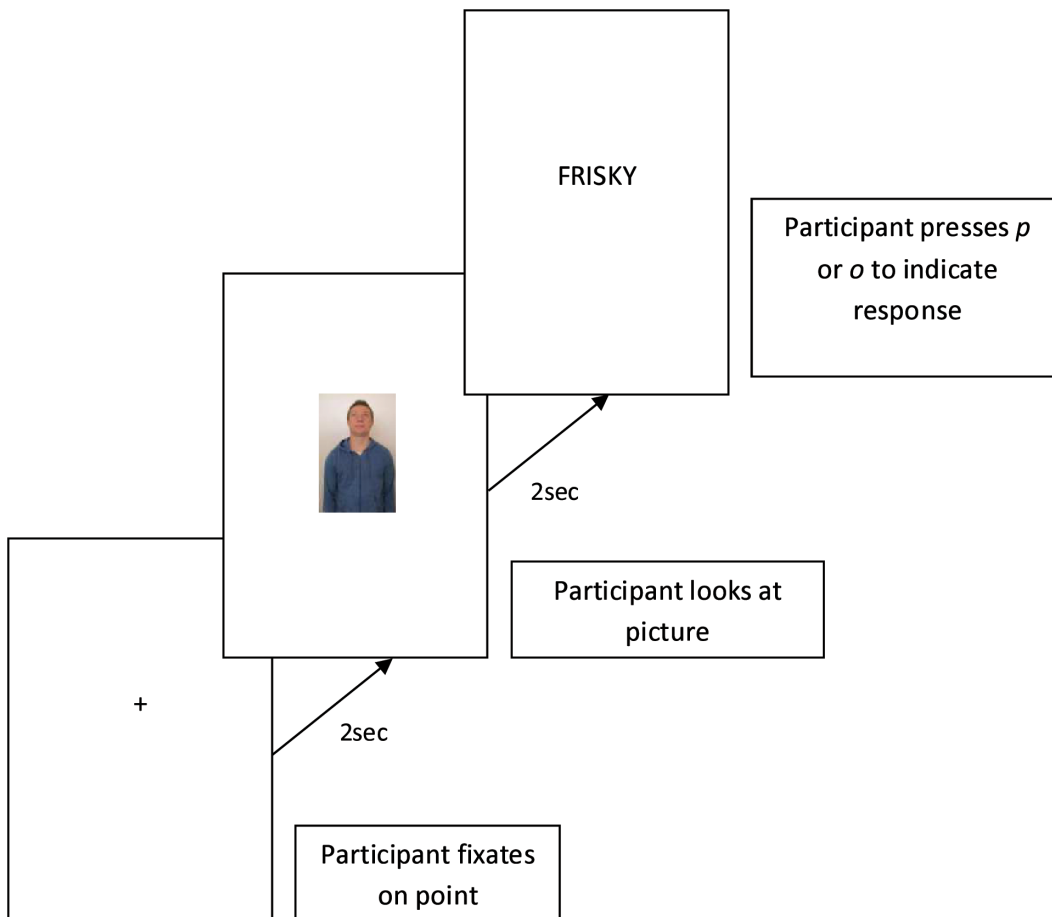 FRISKY
Participant presses p
or o to indicate
response
2sec
Participant looks at
picture
+
2sec
Participant fixates
on point